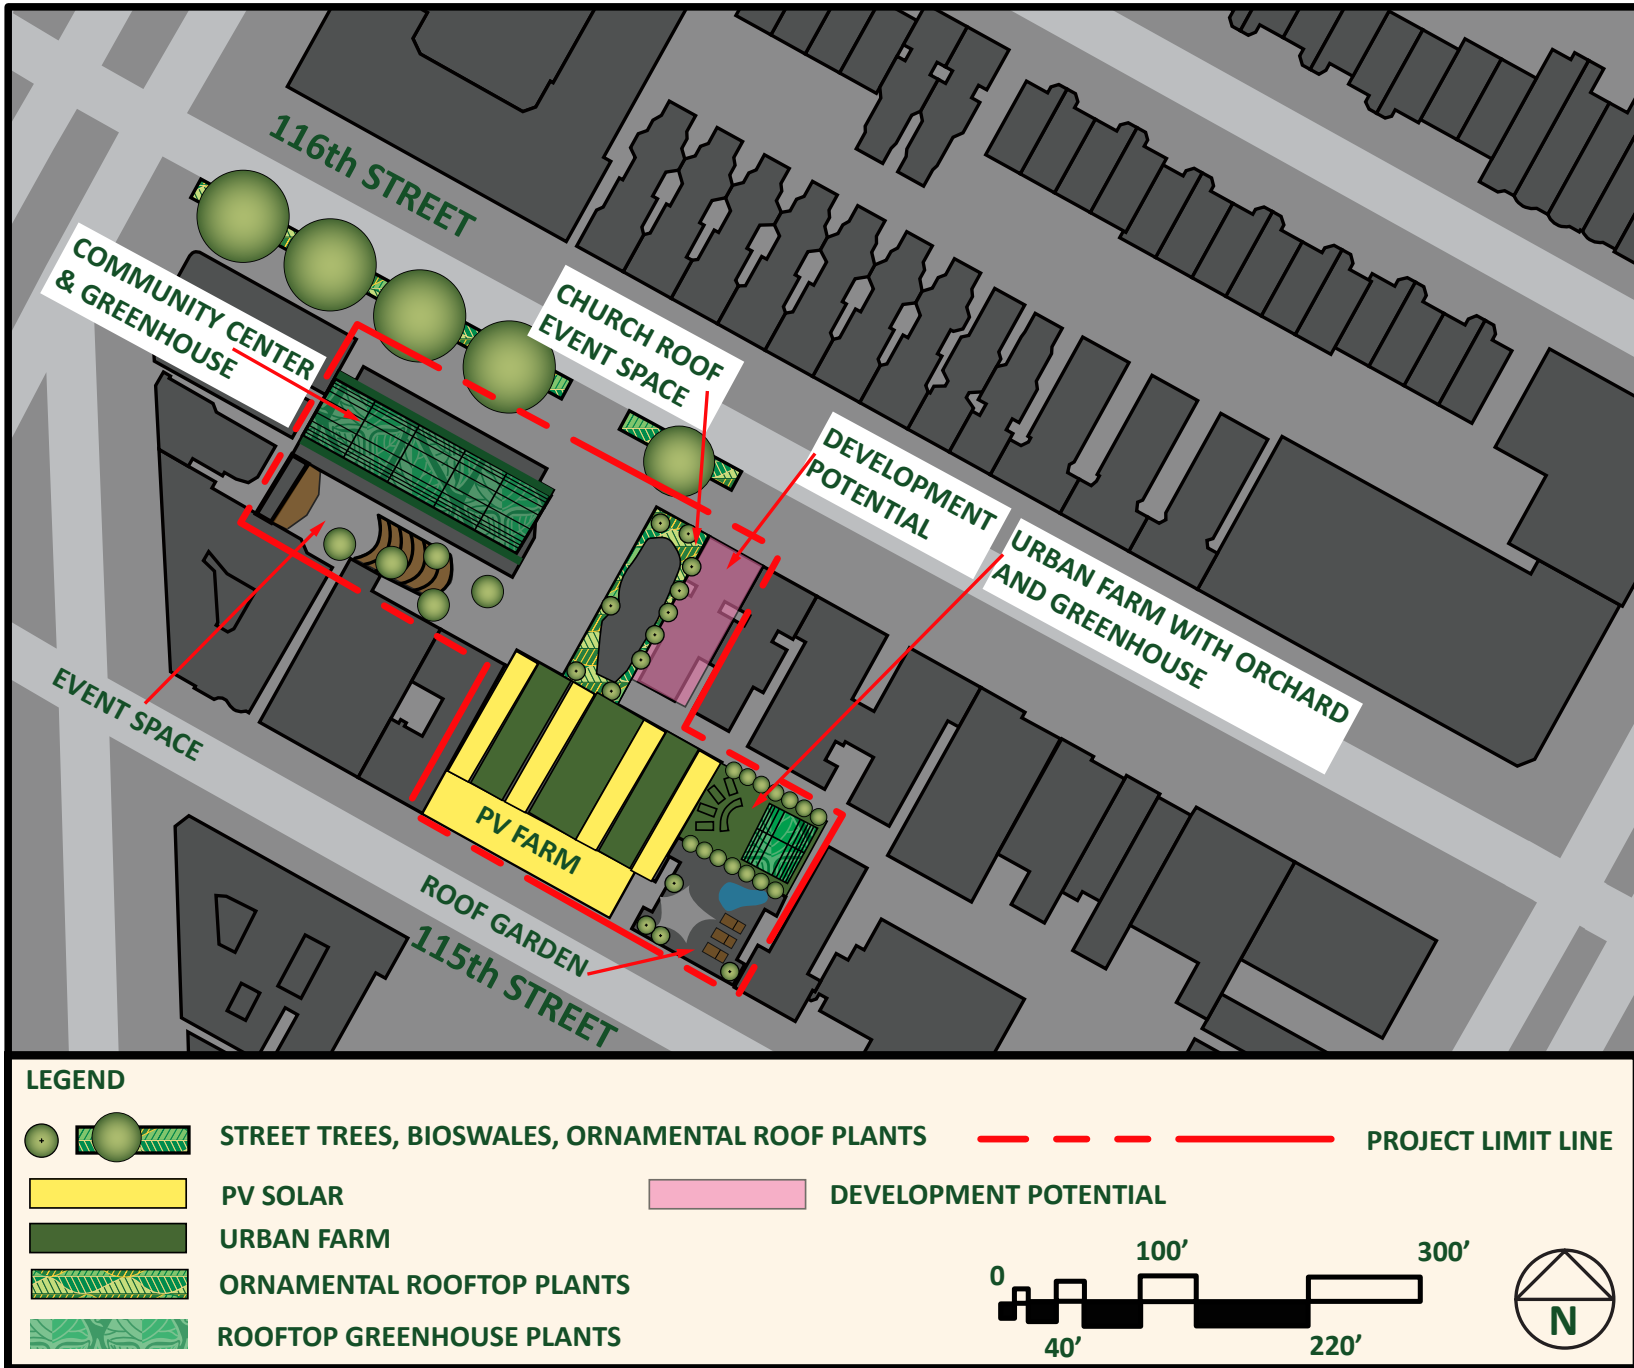 116th STREET
COMMUNITY CENTER
& GREENHOUSE
CHURCH ROOF
EVENT SPACE
DEVELOPMENT
POTENTIAL
URBAN FARM WITH ORCHARD
AND GREENHOUSE
EVENT SPACE
PV FARM
ROOF GARDEN
115th STREET
LEGEND
STREET TREES, BIOSWALES, ORNAMENTAL ROOF PLANTS
PROJECT LIMIT LINE
PV SOLAR
DEVELOPMENT POTENTIAL
URBAN FARM
ORNAMENTAL ROOFTOP PLANTS
ROOFTOP GREENHOUSE PLANTS
0
100’
300’
40’
220’
N